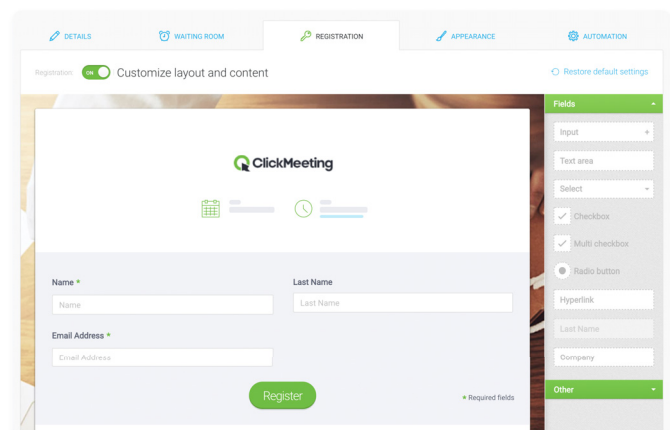 DETAILS
WAITING ROOM
REGISTRATION
APPEARANCE
AUTOMATION
Registration: ON Customize layout and content
Restore default settings
Fields
Input +
Text area
Select
Checkbox
Multi checkbox
Radio button
Hyperlink
Last Name
Company
Other
ClickMeeting
Name *
Name
Last Name
Last Name
Email Address *
Email Address
Register
* Required fields